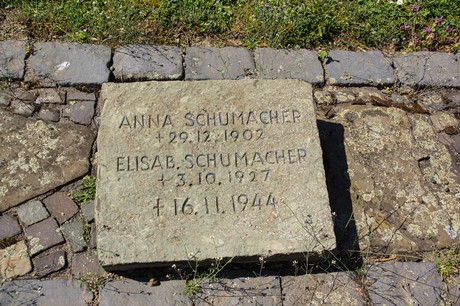 ANNA SCHUMACHER
+29.12.1902
ELISAB. SCHUMACHER
+3.10.1927
+16.11.1944